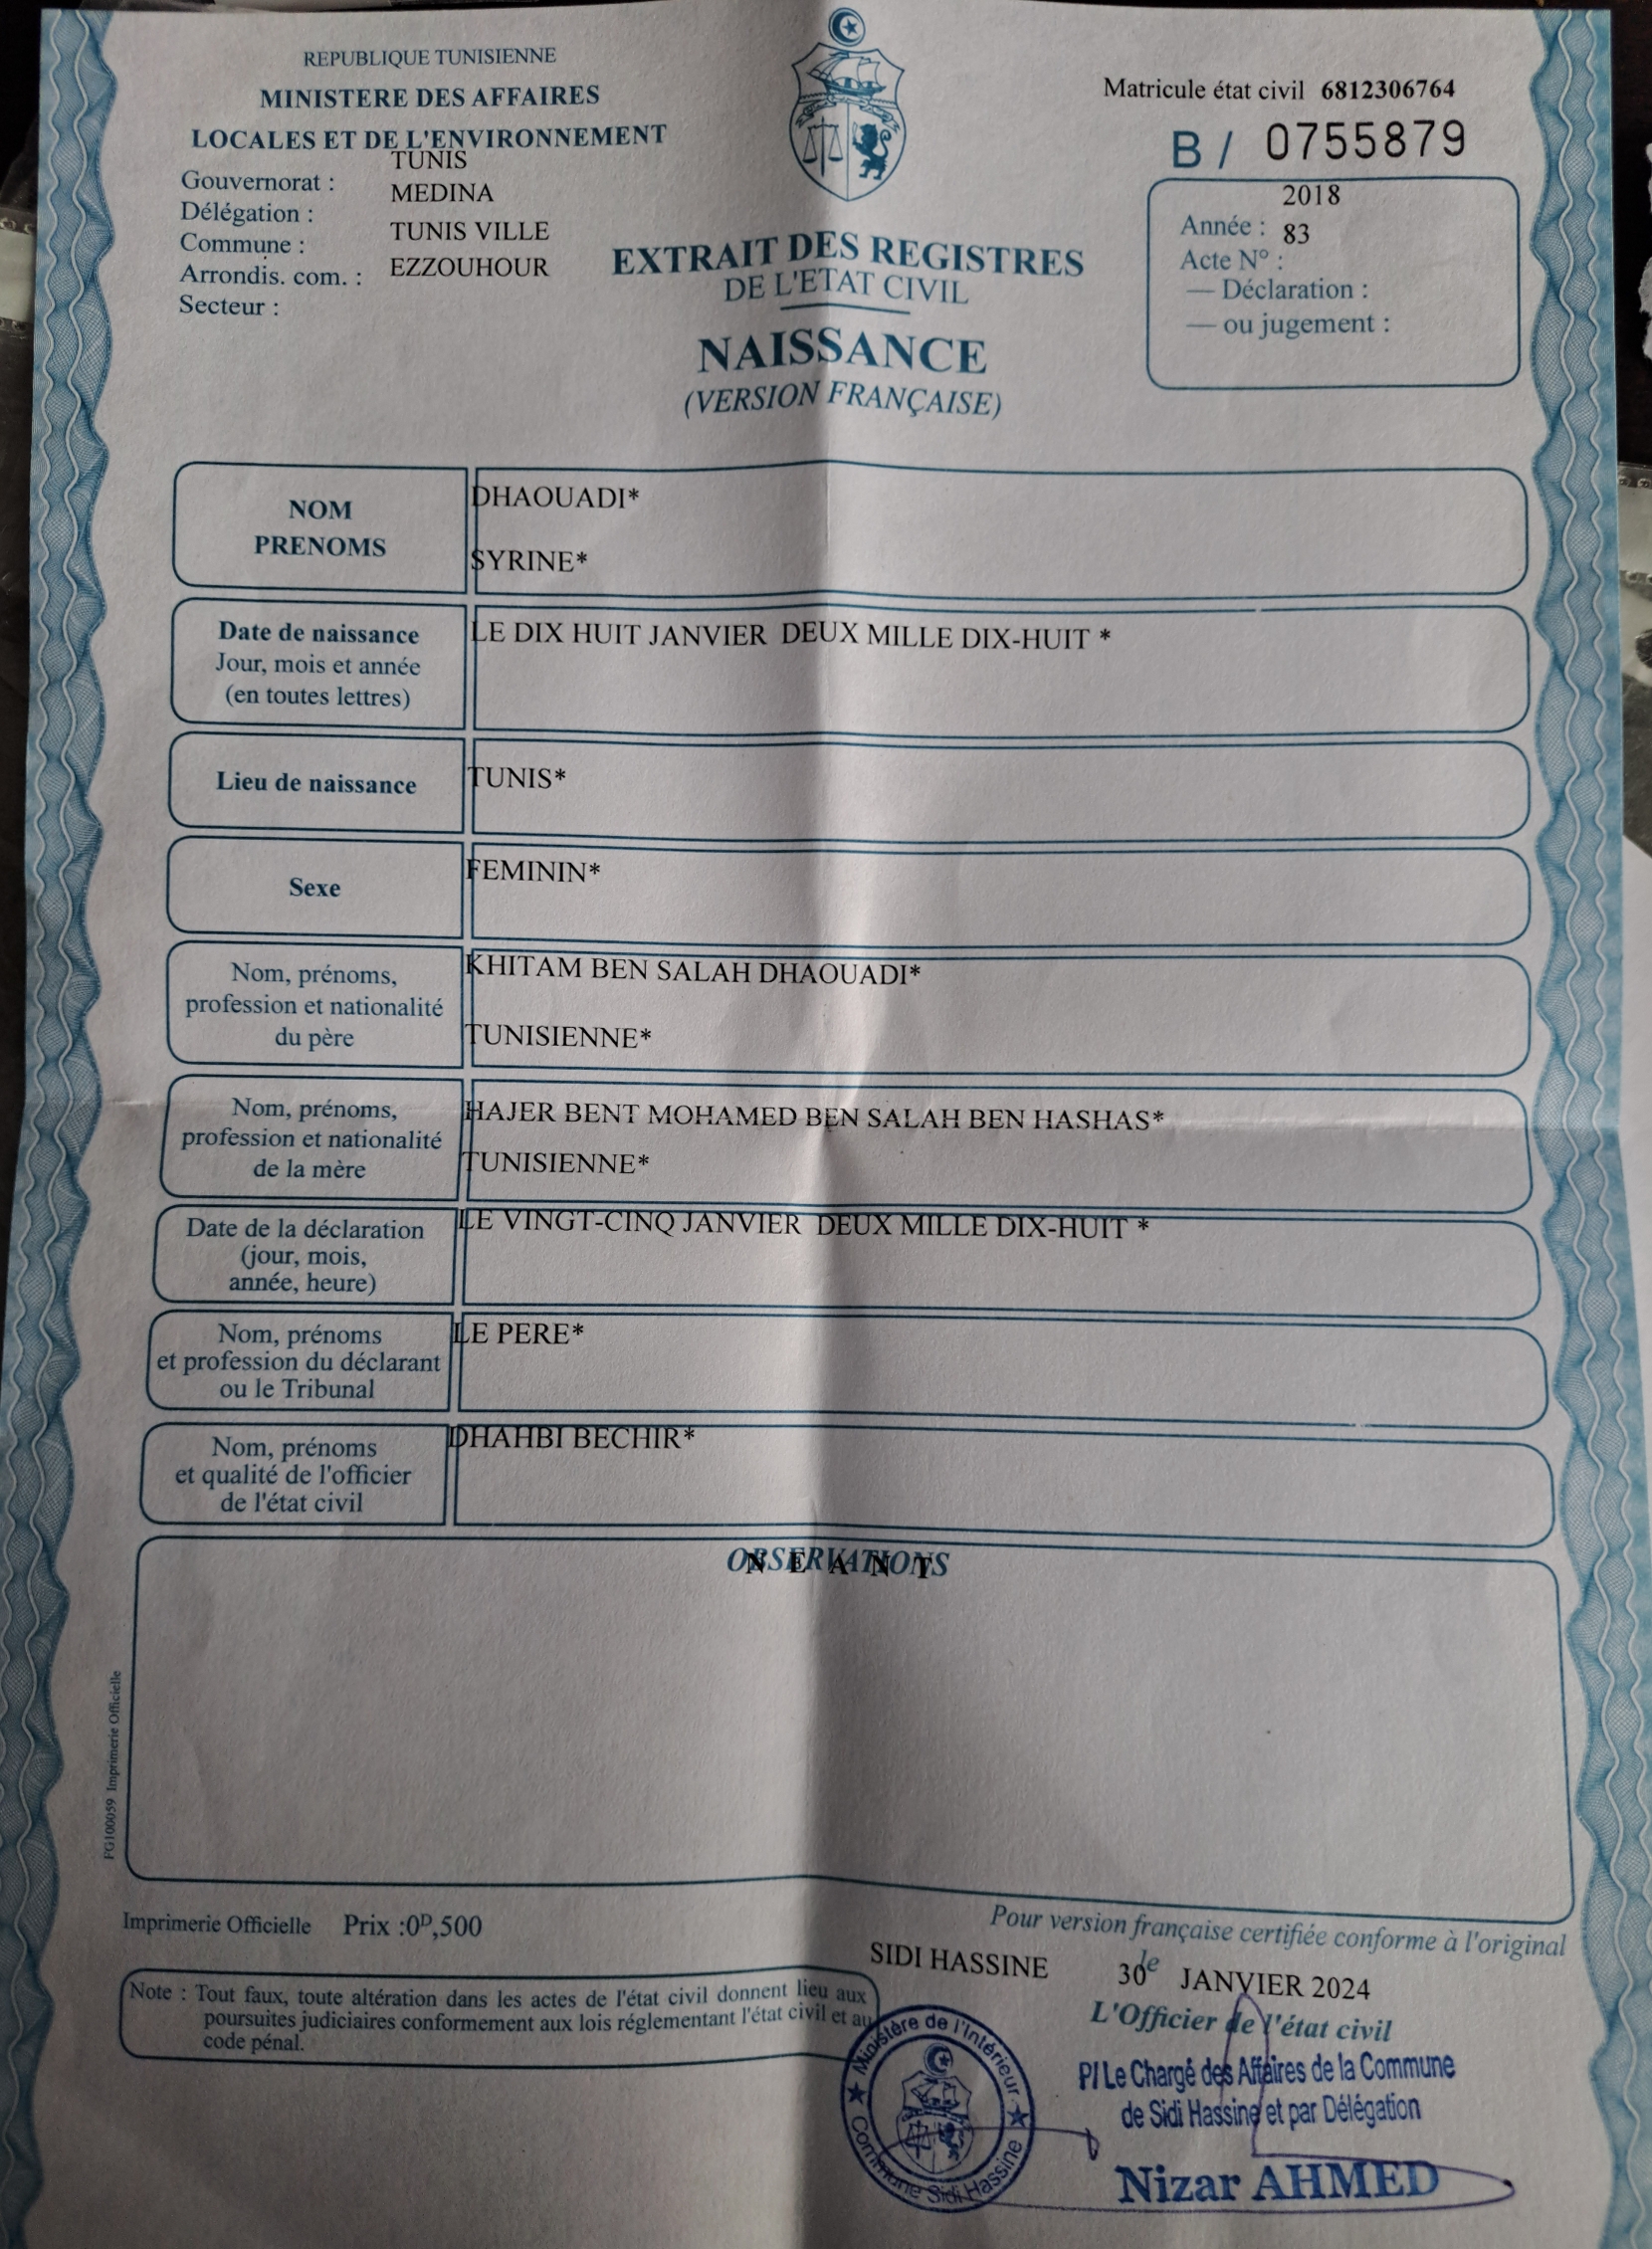 REPUBLIQUE TUNISIENNE
MINISTERE DES AFFAIRES
LOCALES ET DE L'ENVIRONNEMENT
Gouvernorat : TUNIS
Délégation : MEDINA
Commune : TUNIS VILLE
Arrondis. com. : EZZOUHOUR
Secteur :
Matricule état civil 6812306764
B / 0755879
2018
Année : 83
Acte N° :
— Déclaration :
— ou jugement :
EXTRAIT DES REGISTRES
DE L'ETAT CIVIL
NAISSANCE
(VERSION FRANÇAISE)
NOM
PRENOMS
DHAOUADI*
SYRINE*
Date de naissance
Jour, mois et année
(en toutes lettres)
LE DIX HUIT JANVIER DEUX MILLE DIX-HUIT *
Lieu de naissance
TUNIS*
Sexe
FEMININ*
Nom, prénoms,
profession et nationalité
du père
KHITAM BEN SALAH DHAOUADI*
TUNISIENNE*
Nom, prénoms,
profession et nationalité
de la mère
HAJER BENT MOHAMED BEN SALAH BEN HASHAS*
TUNISIENNE*
Date de la déclaration
(jour, mois,
année, heure)
LE VINGT-CINQ JANVIER DEUX MILLE DIX-HUIT *
Nom, prénoms
et profession du déclarant
ou le Tribunal
LE PERE*
Nom, prénoms
et qualité de l'officier
de l'état civil
DHAHBI BECHIR*
OBSERVATIONS
N E A N T
PG100059 Imprimerie Officielle
Imprimerie Officielle Prix :0ᴰ,500
Note : Tout faux, toute altération dans les actes de l'état civil donnent lieu aux
poursuites judiciaires conformement aux lois réglementant l'état civil et au
code pénal.
Pour version française certifiée conforme à l'original
SIDI HASSINE le 30 JANVIER 2024
L'Officier de l'état civil
P/ Le Chargé des Affaires de la Commune
de Sidi Hassine et par Délégation
Nizar AHMED
Ministère de l'Intérieur
Commune Sidi Hassine